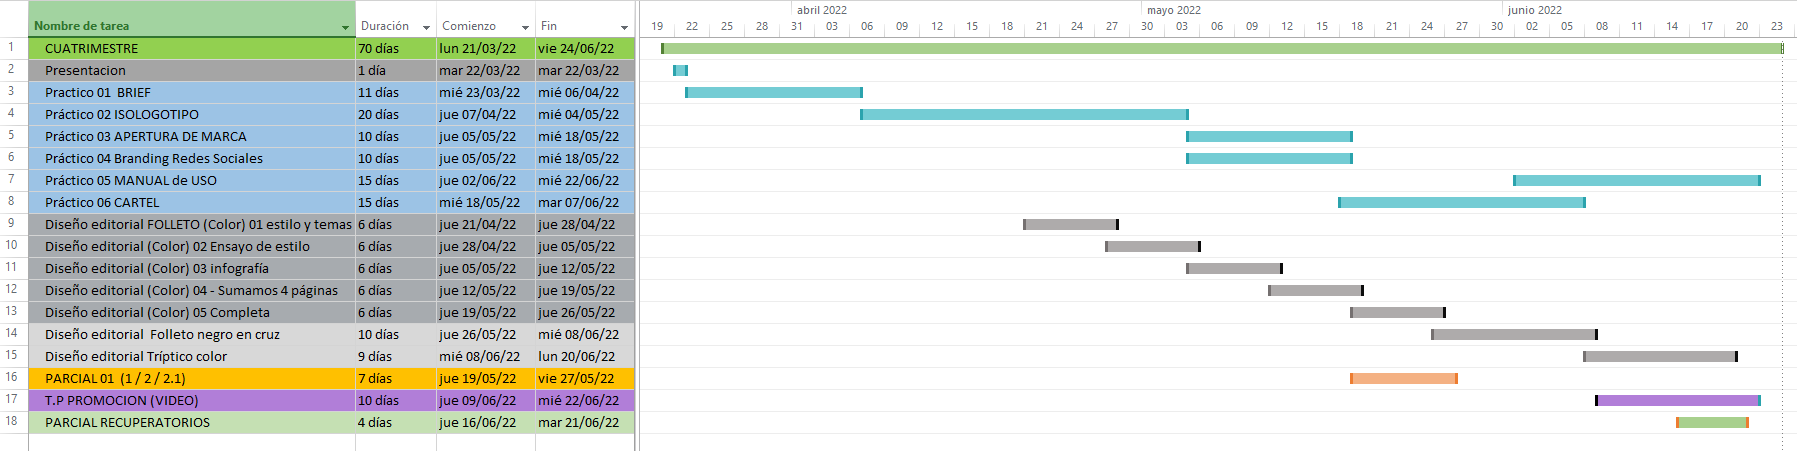 abril 2022 mayo 2022 junio 2022
Nombre de tarea Duración Comienzo Fin 19 22 25 28 31 03 06 09 12 15 18 21 24 27 30 03 06 09 12 15 18 21 24 27 30 02 05 08 11 14 17 20 23
1 CUATRIMESTRE 70 días lun 21/03/22 vie 24/06/22
2 Presentacion 1 día mar 22/03/22 mar 22/03/22
3 Practico 01 BRIEF 11 días mié 23/03/22 mié 06/04/22
4 Práctico 02 ISOLOGOTIPO 20 días jue 07/04/22 mié 04/05/22
5 Práctico 03 APERTURA DE MARCA 10 días jue 05/05/22 mié 18/05/22
6 Práctico 04 Branding Redes Sociales 10 días jue 05/05/22 mié 18/05/22
7 Práctico 05 MANUAL de USO 15 días jue 02/06/22 mié 22/06/22
8 Práctico 06 CARTEL 15 días mié 18/05/22 mar 07/06/22
9 Diseño editorial FOLLETO (Color) 01 estilo y temas 6 días jue 21/04/22 jue 28/04/22
10 Diseño editorial (Color) 02 Ensayo de estilo 6 días jue 28/04/22 jue 05/05/22
11 Diseño editorial (Color) 03 infografía 6 días jue 05/05/22 jue 12/05/22
12 Diseño editorial (Color) 04 - Sumamos 4 páginas 6 días jue 12/05/22 jue 19/05/22
13 Diseño editorial (Color) 05 Completa 6 días jue 19/05/22 jue 26/05/22
14 Diseño editorial Folleto negro en cruz 10 días jue 26/05/22 mié 08/06/22
15 Diseño editorial Tríptico color 9 días mié 08/06/22 lun 20/06/22
16 PARCIAL 01 (1 / 2 / 2.1) 7 días jue 19/05/22 vie 27/05/22
17 T.P PROMOCION (VIDEO) 10 días jue 09/06/22 mié 22/06/22
18 PARCIAL RECUPERATORIOS 4 días jue 16/06/22 mar 21/06/22